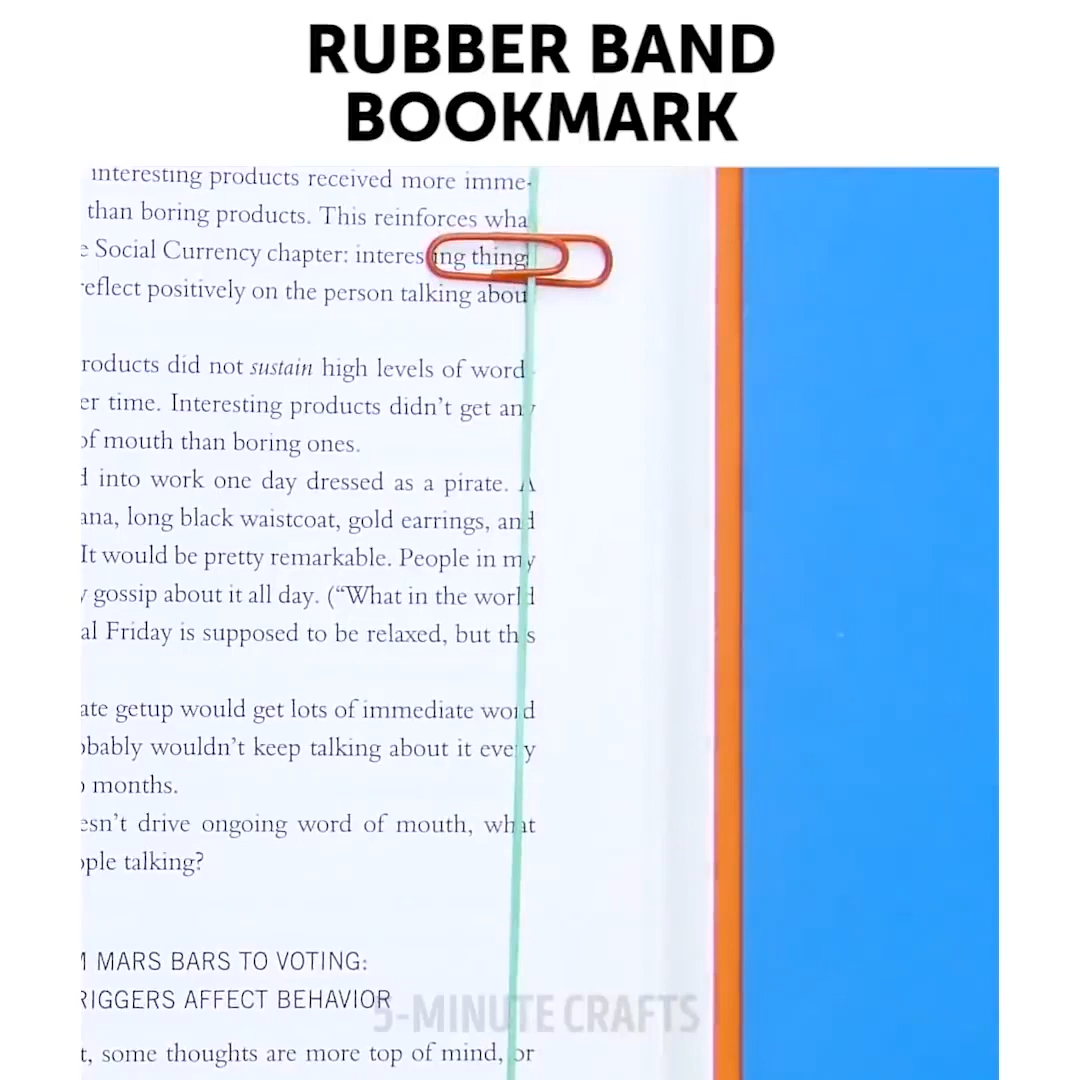 RUBBER BAND
BOOKMARK
interesting products received more imme-
than boring products. This reinforces wha
e Social Currency chapter: interes ing thing
reflect positively on the person talking abou
roducts did not sustain high levels of word-
er time. Interesting products didn't get any
of mouth than boring ones.
d into work one day dressed as a pirate. A
ana, long black waistcoat, gold earrings, and
It would be pretty remarkable. People in my
y gossip about it all day. (“What in the world
al Friday is supposed to be relaxed, but this
ate getup would get lots of immediate word
obably wouldn't keep talking about it every
o months.
esn't drive ongoing word of mouth, what
ople talking?
M MARS BARS TO VOTING:
RIGGERS AFFECT BEHAVIOR
5-MINUTE CRAFTS
t, some thoughts are more top of mind, or